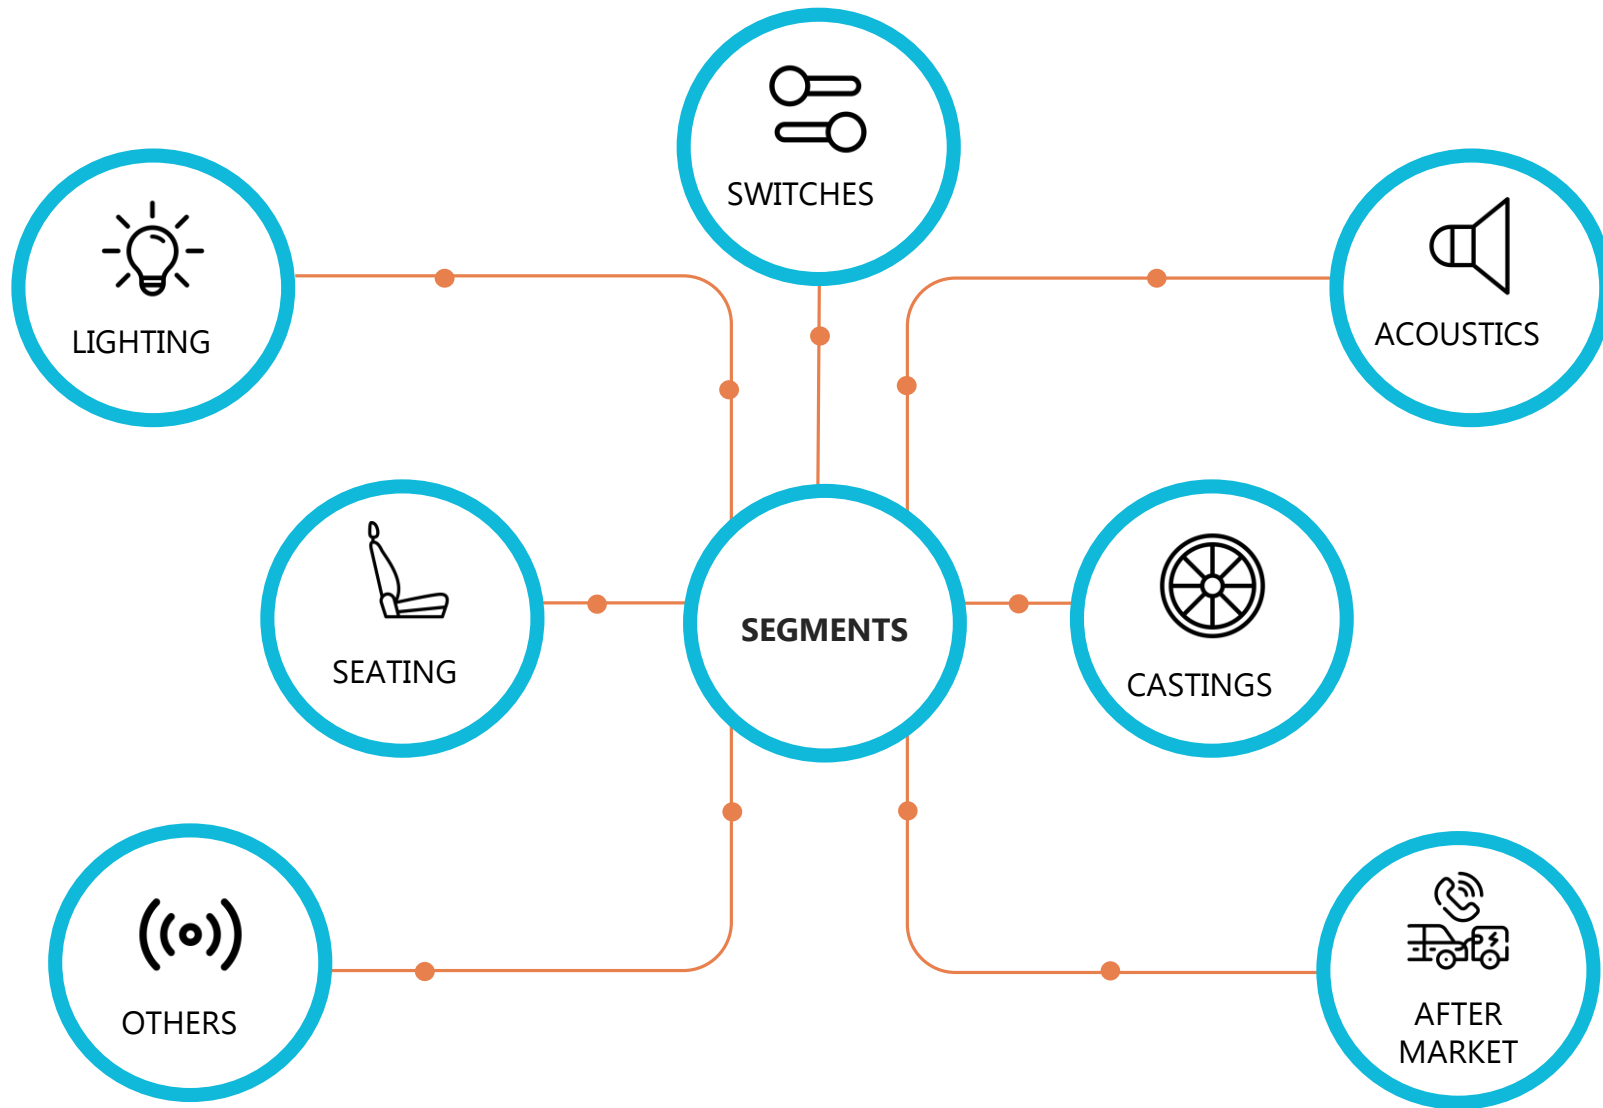 SWITCHES
LIGHTING
ACOUSTICS
SEATING
SEGMENTS
CASTINGS
OTHERS
AFTER
MARKET